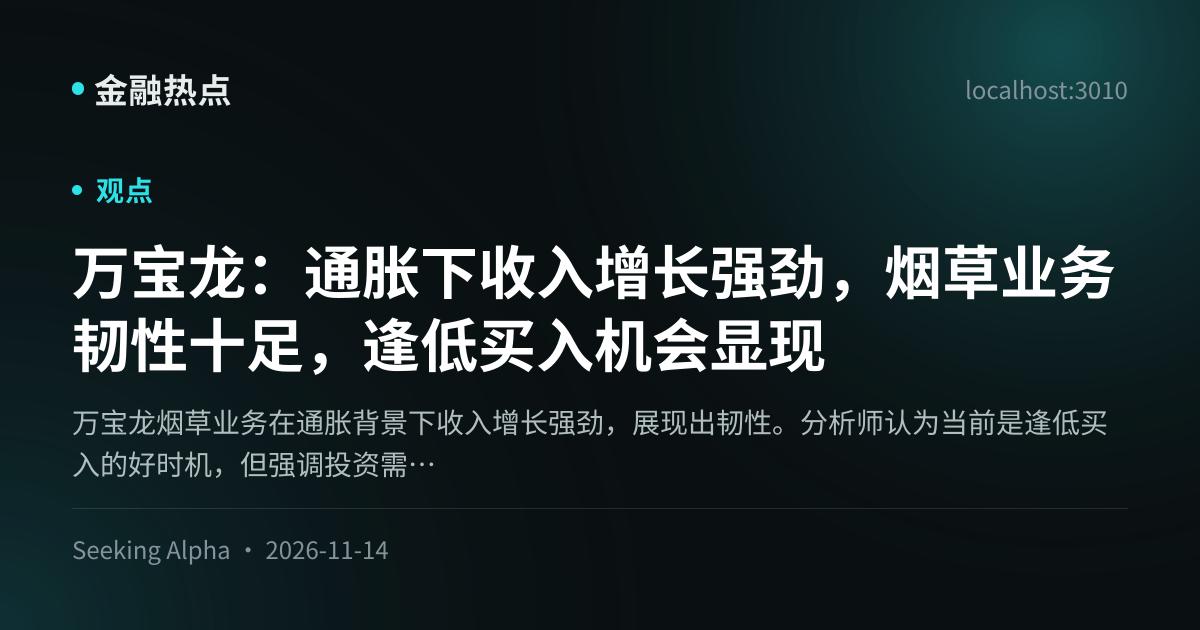 金融热点
localhost:3010
观点
万宝龙：通胀下收入增长强劲，烟草业务
韧性十足，逢低买入机会显现
万宝龙烟草业务在通胀背景下收入增长强劲，展现出韧性。分析师认为当前是逢低买
入的好时机，但强调投资需…
Seeking Alpha · 2026-11-14